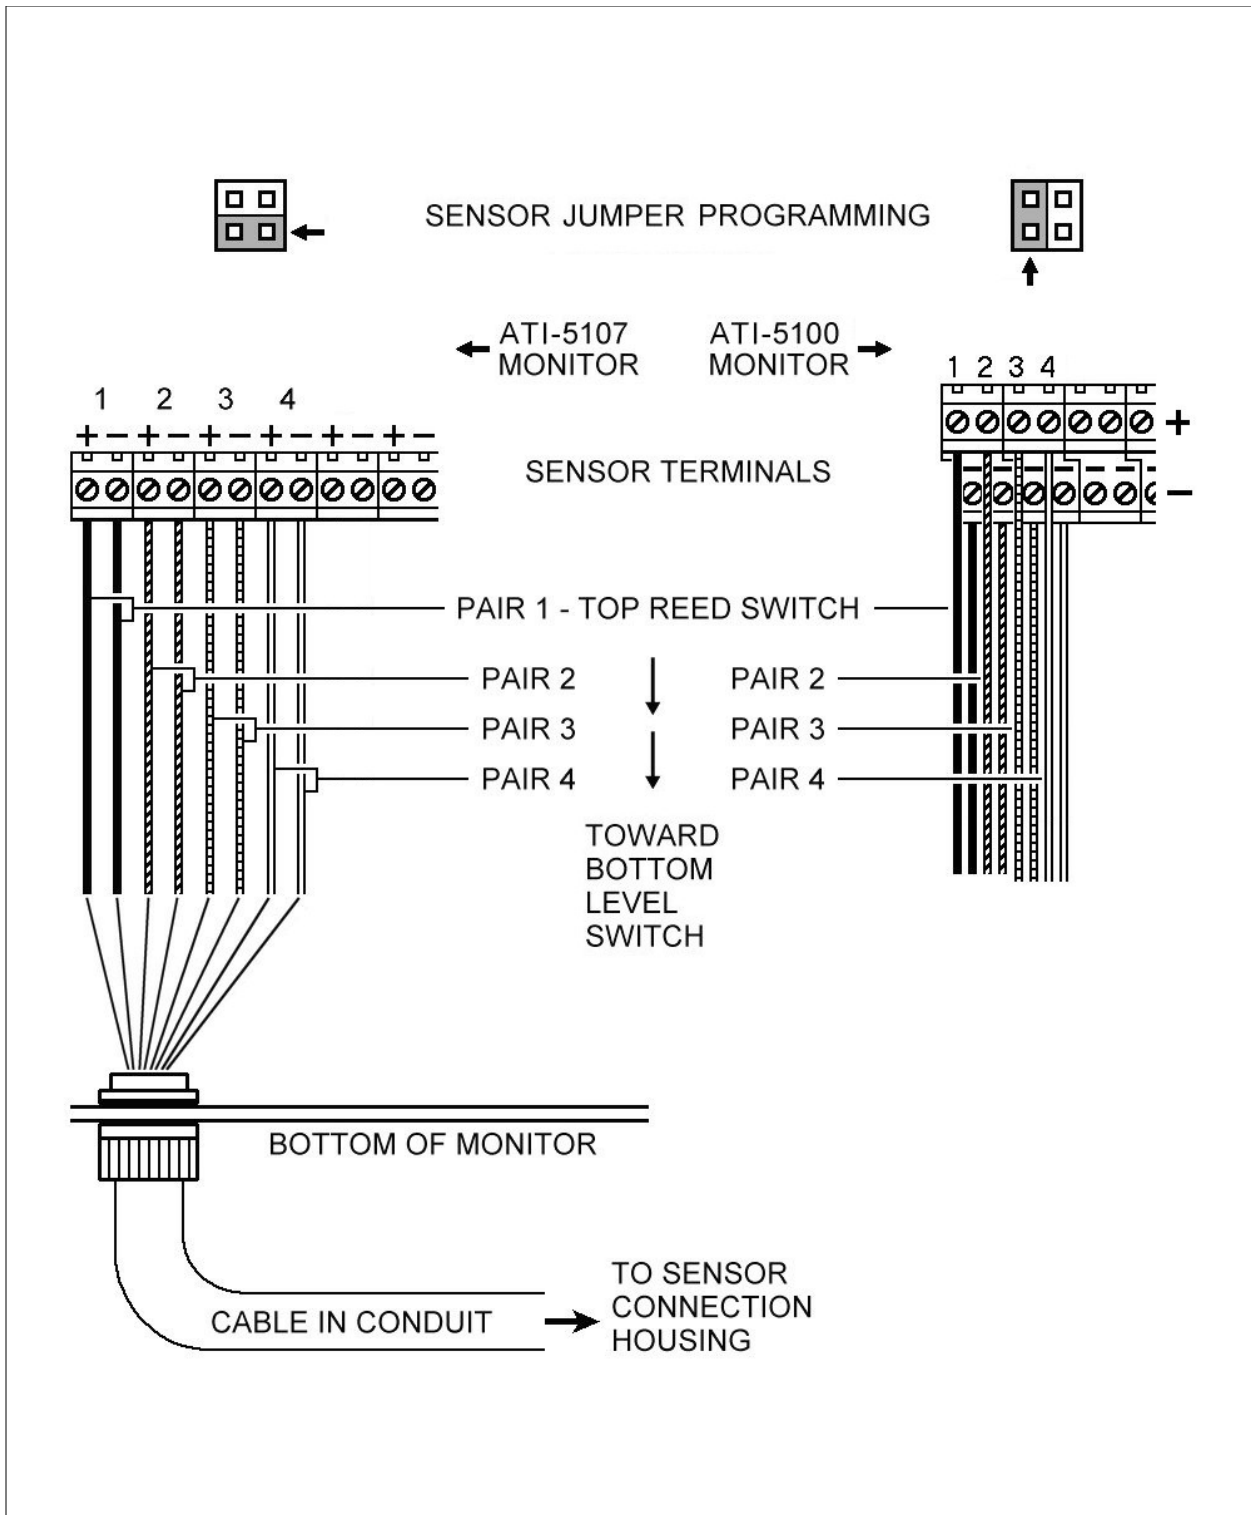 SENSOR JUMPER PROGRAMMING
ATI-5107
MONITOR
ATI-5100
MONITOR
1 2 3 4
+ - + - + - + - + - + -
1 2 3 4
+
- - - - - - -
-
SENSOR TERMINALS
PAIR 1 - TOP REED SWITCH
PAIR 2
PAIR 2
PAIR 3
PAIR 3
PAIR 4
PAIR 4
TOWARD
BOTTOM
LEVEL
SWITCH
BOTTOM OF MONITOR
CABLE IN CONDUIT
TO SENSOR
CONNECTION
HOUSING